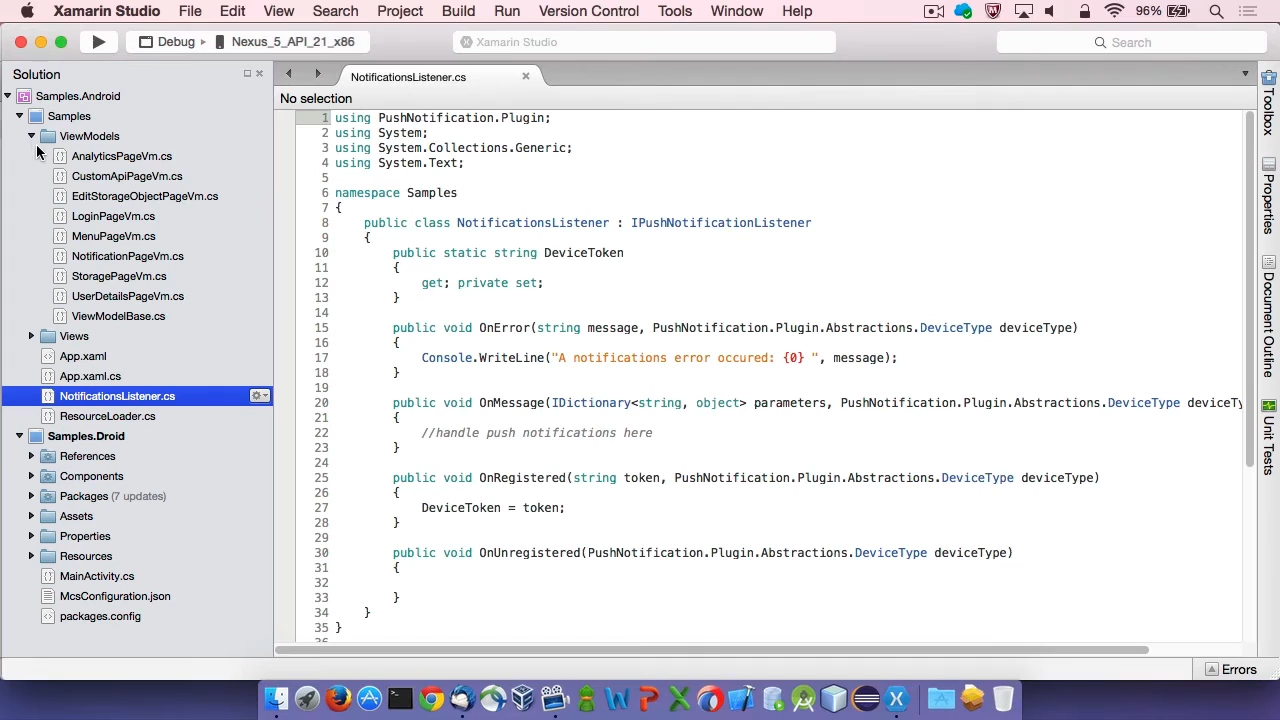 Xamarin Studio File Edit View Search Project Build Run Version Control Tools Window Help 96%
Debug Nexus_5_API_21_x86 Xamarin Studio Search
Solution
Samples.Android
Samples
ViewModels
AnalyticsPageVm.cs
CustomApiPageVm.cs
EditStorageObjectPageVm.cs
LoginPageVm.cs
MenuPageVm.cs
NotificationPageVm.cs
StoragePageVm.cs
UserDetailsPageVm.cs
ViewModelBase.cs
Views
App.xaml
App.xaml.cs
NotificationsListener.cs
ResourceLoader.cs
Samples.Droid
References
Components
Packages (7 updates)
Assets
Properties
Resources
MainActivity.cs
McsConfiguration.json
packages.config
NotificationsListener.cs
No selection
1 using PushNotification.Plugin;
2 using System;
3 using System.Collections.Generic;
4 using System.Text;
5
6 namespace Samples
7 {
8 public class NotificationsListener : IPushNotificationListener
9 {
10 public static string DeviceToken
11 {
12 get; private set;
13 }
14
15 public void OnError(string message, PushNotification.Plugin.Abstractions.DeviceType deviceType)
16 {
17 Console.WriteLine("A notifications error occured: {0} ", message);
18 }
19
20 public void OnMessage(IDictionary<string, object> parameters, PushNotification.Plugin.Abstractions.DeviceType deviceTy
21 {
22 //handle push notifications here
23 }
24
25 public void OnRegistered(string token, PushNotification.Plugin.Abstractions.DeviceType deviceType)
26 {
27 DeviceToken = token;
28 }
29
30 public void OnUnregistered(PushNotification.Plugin.Abstractions.DeviceType deviceType)
31 {
32
33 }
34 }
35 }
36
Toolbox
Properties
Document Outline
Unit Tests
Errors